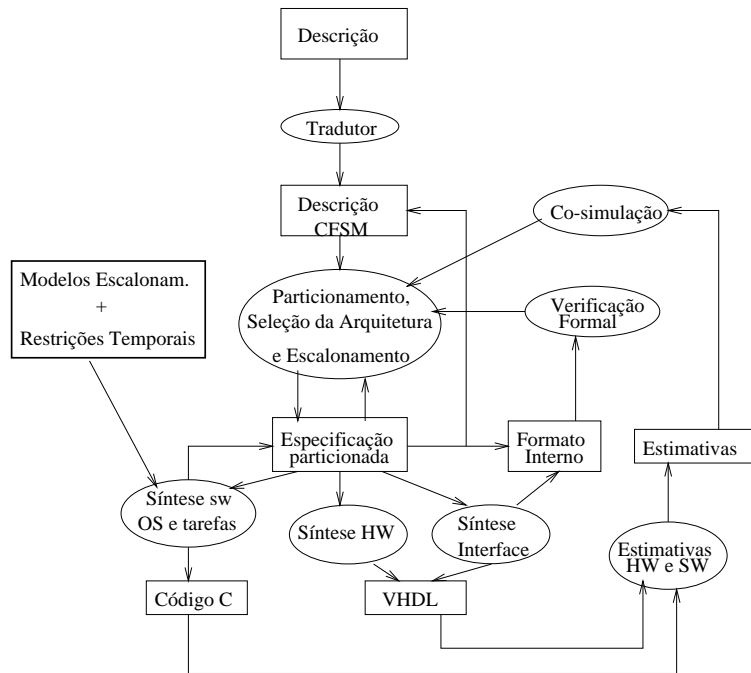 Descrição
Tradutor
Descrição
CFSM
Co-simulação
Modelos Escalonam.
+
Restrições Temporais
Particionamento,
Seleção da Arquitetura
e Escalonamento
Verificação
Formal
Especificação
particionada
Formato
Interno
Estimativas
Síntese sw
OS e tarefas
Síntese HW
Síntese
Interface
Estimativas
HW e SW
Código C
VHDL